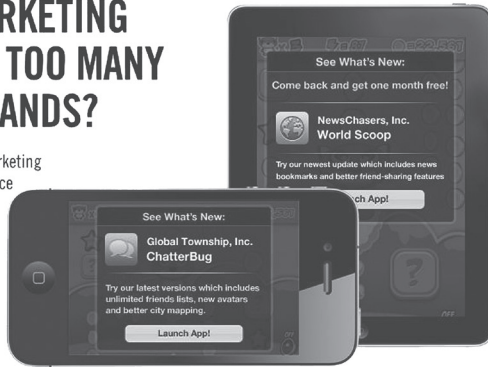 RKETING
TOO MANY
ANDS?
rketing
ce
See What's New:
Come back and get one month free!
NewsChasers, Inc.
World Scoop
Try our newest update which includes news
bookmarks and better friend-sharing features
ch App!
See What's New:
Global Township, Inc.
ChatterBug
Try our latest versions which includes
unlimited friends lists, new avatars
and better city mapping.
Launch App!
OFF